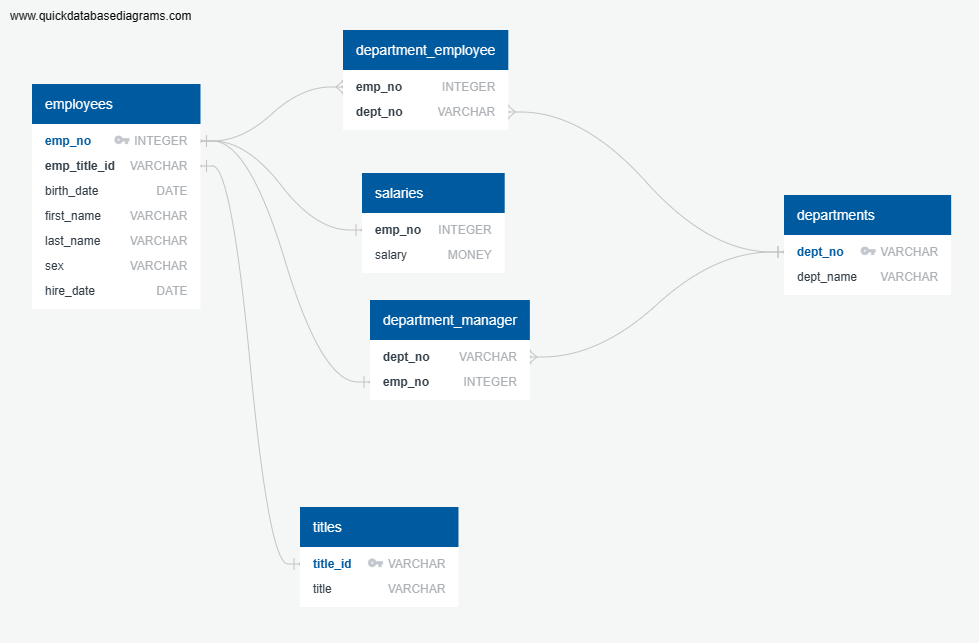 www.quickdatabasediagrams.com
employees
emp_no INTEGER
emp_title_id VARCHAR
birth_date DATE
first_name VARCHAR
last_name VARCHAR
sex VARCHAR
hire_date DATE
department_employee
emp_no INTEGER
dept_no VARCHAR
salaries
emp_no INTEGER
salary MONEY
department_manager
dept_no VARCHAR
emp_no INTEGER
departments
dept_no VARCHAR
dept_name VARCHAR
titles
title_id VARCHAR
title VARCHAR